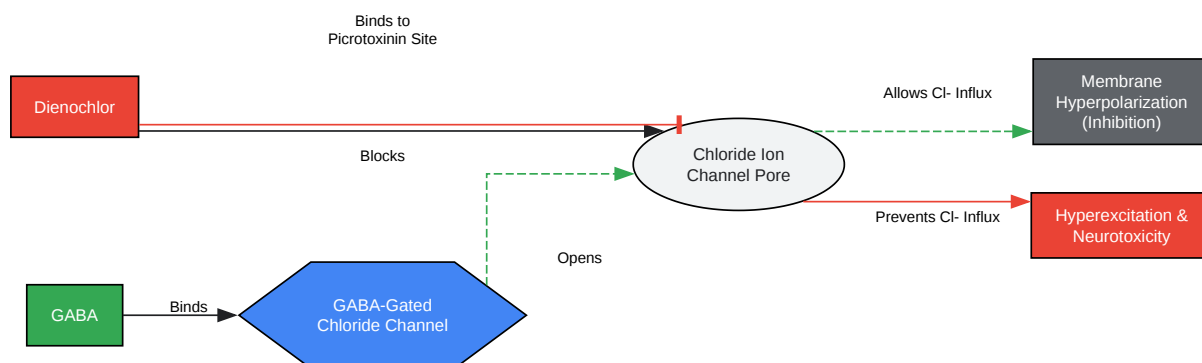 Binds to
Picrotoxinin Site
Dienochlor
Blocks
Chloride Ion
Channel Pore
Allows Cl- Influx
Membrane
Hyperpolarization
(Inhibition)
Prevents Cl- Influx
Hyperexcitation &
Neurotoxicity
Opens
GABA
Binds
GABA-Gated
Chloride Channel